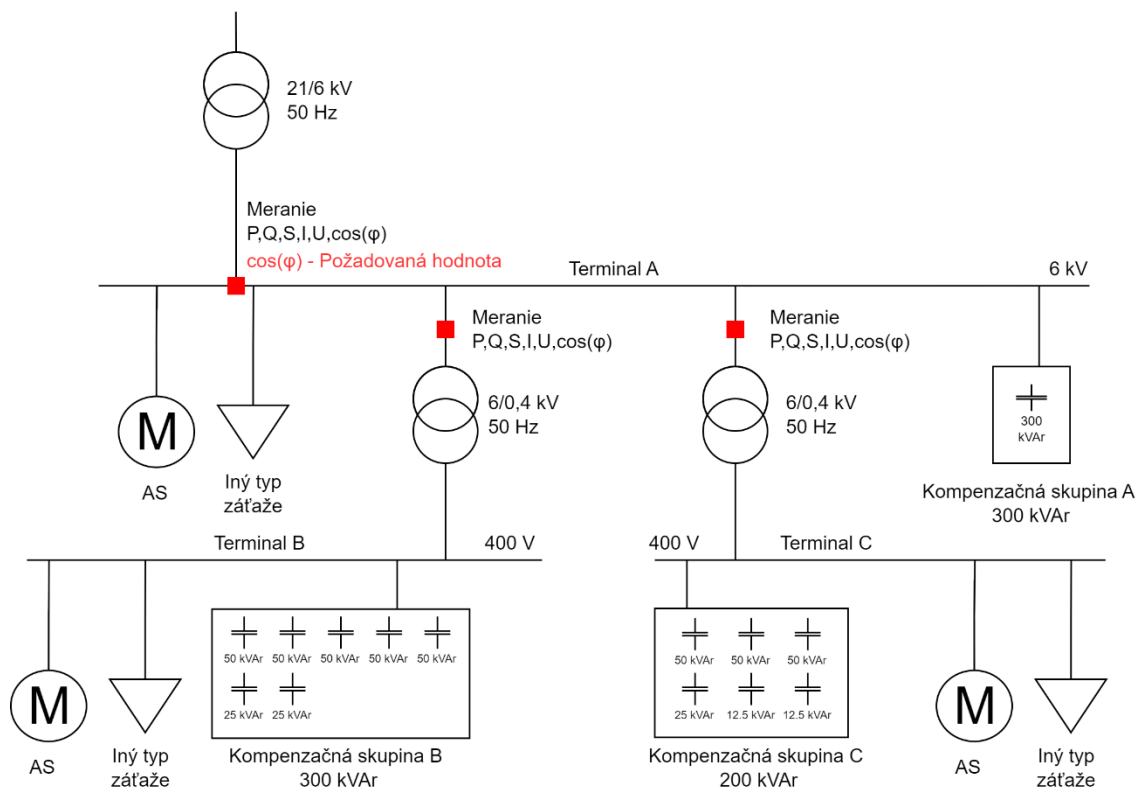 21/6 kV
50 Hz
Meranie
P,Q,S,I,U,cos(φ)
cos(φ) - Požadovaná hodnota
Terminal A
6 kV
Meranie
P,Q,S,I,U,cos(φ)
Meranie
P,Q,S,I,U,cos(φ)
6/0,4 kV
50 Hz
6/0,4 kV
50 Hz
M
AS
Iný typ
záťaže
300
kVAr
Kompenzačná skupina A
300 kVAr
Terminal B
400 V
400 V
Terminal C
50 kVAr
50 kVAr
50 kVAr
50 kVAr
50 kVAr
25 kVAr
25 kVAr
Kompenzačná skupina B
300 kVAr
M
AS
Iný typ
záťaže
50 kVAr
50 kVAr
50 kVAr
25 kVAr
12.5 kVAr
12.5 kVAr
Kompenzačná skupina C
200 kVAr
M
AS
Iný typ
záťaže